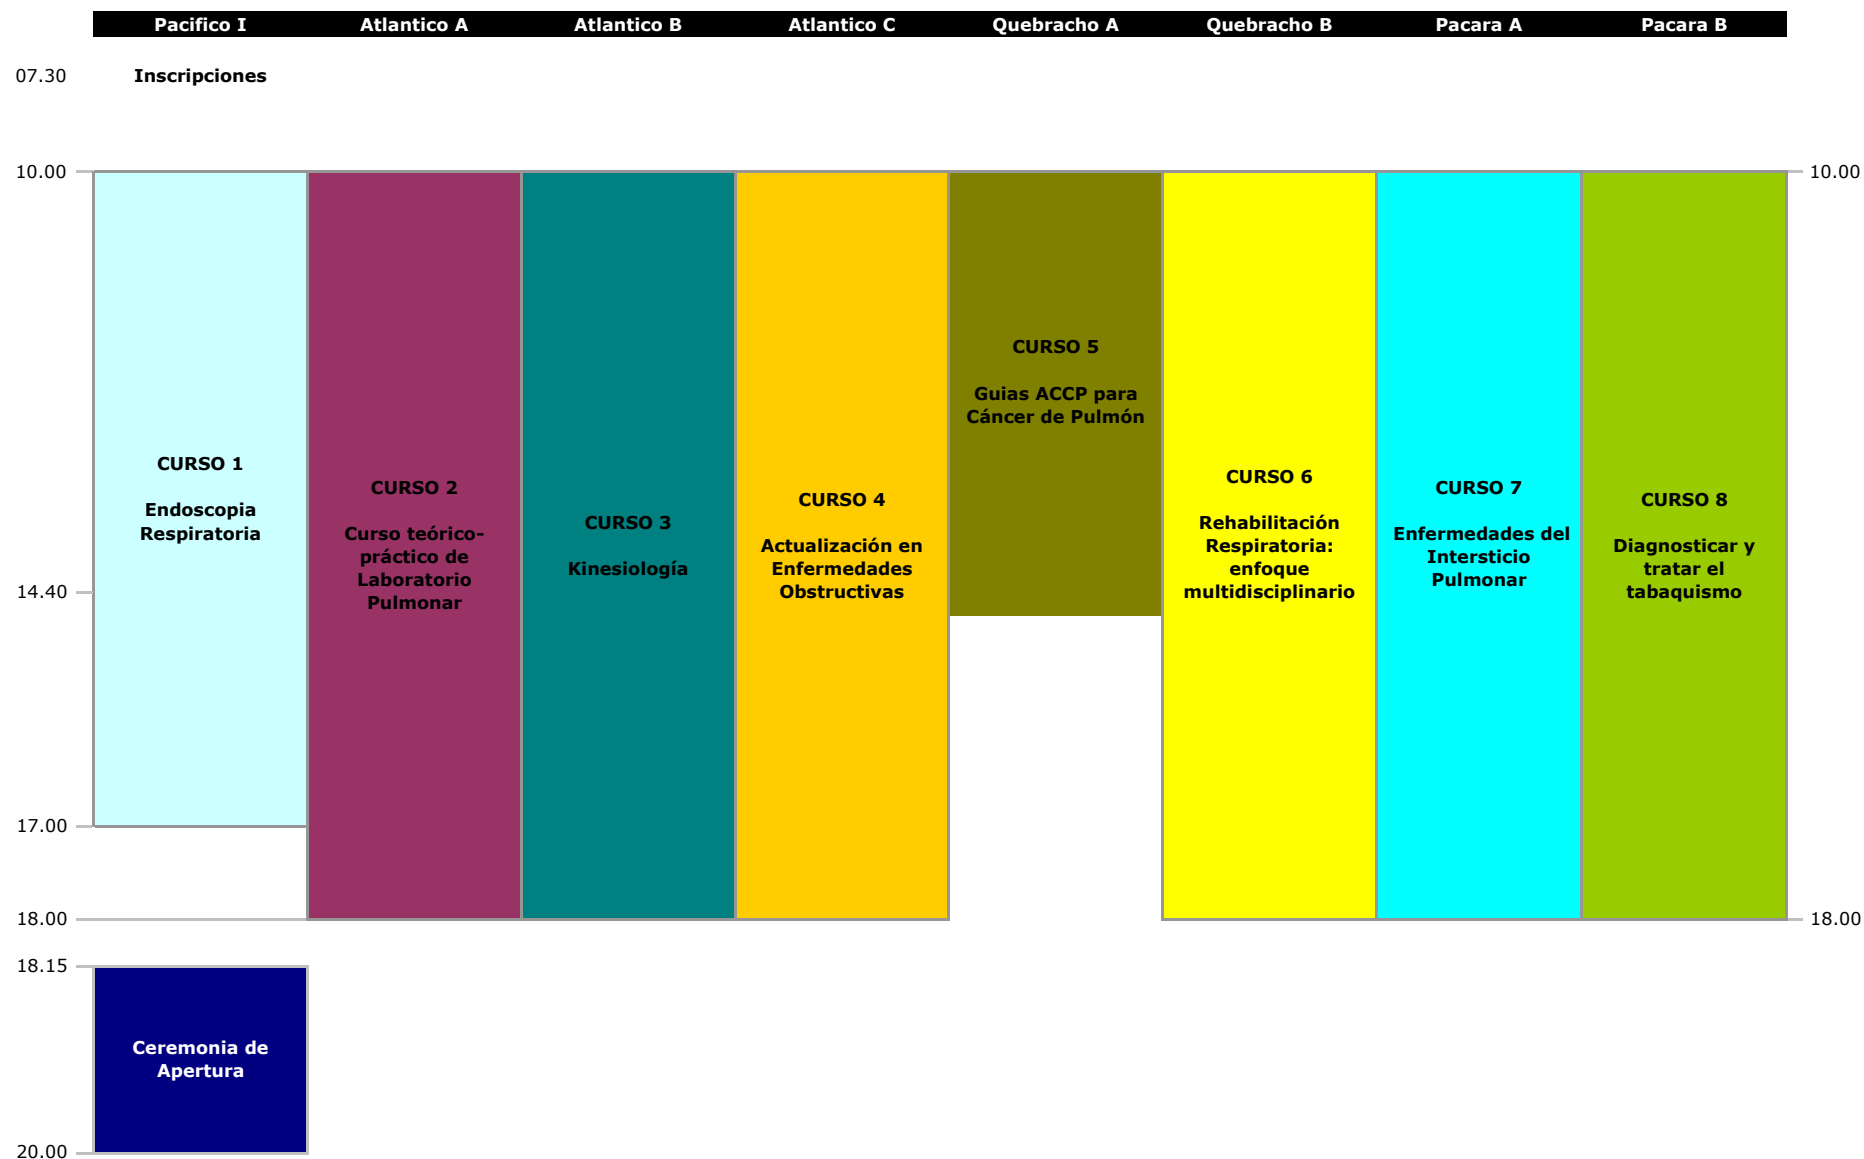 Pacifico I Atlantico A Atlantico B Atlantico C Quebracho A Quebracho B Pacara A Pacara B
07.30 Inscripciones
10.00 10.00
CURSO 1
Endoscopia
Respiratoria
CURSO 2
Curso teórico-
práctico de
Laboratorio
Pulmonar
CURSO 3
Kinesiología
CURSO 4
Actualización en
Enfermedades
Obstructivas
CURSO 5
Guias ACCP para
Cáncer de Pulmón
CURSO 6
Rehabilitación
Respiratoria:
enfoque
multidisciplinario
CURSO 7
Enfermedades del
Intersticio
Pulmonar
CURSO 8
Diagnosticar y
tratar el
tabaquismo
14.40
17.00
18.00 18.00
18.15
Ceremonia de
Apertura
20.00